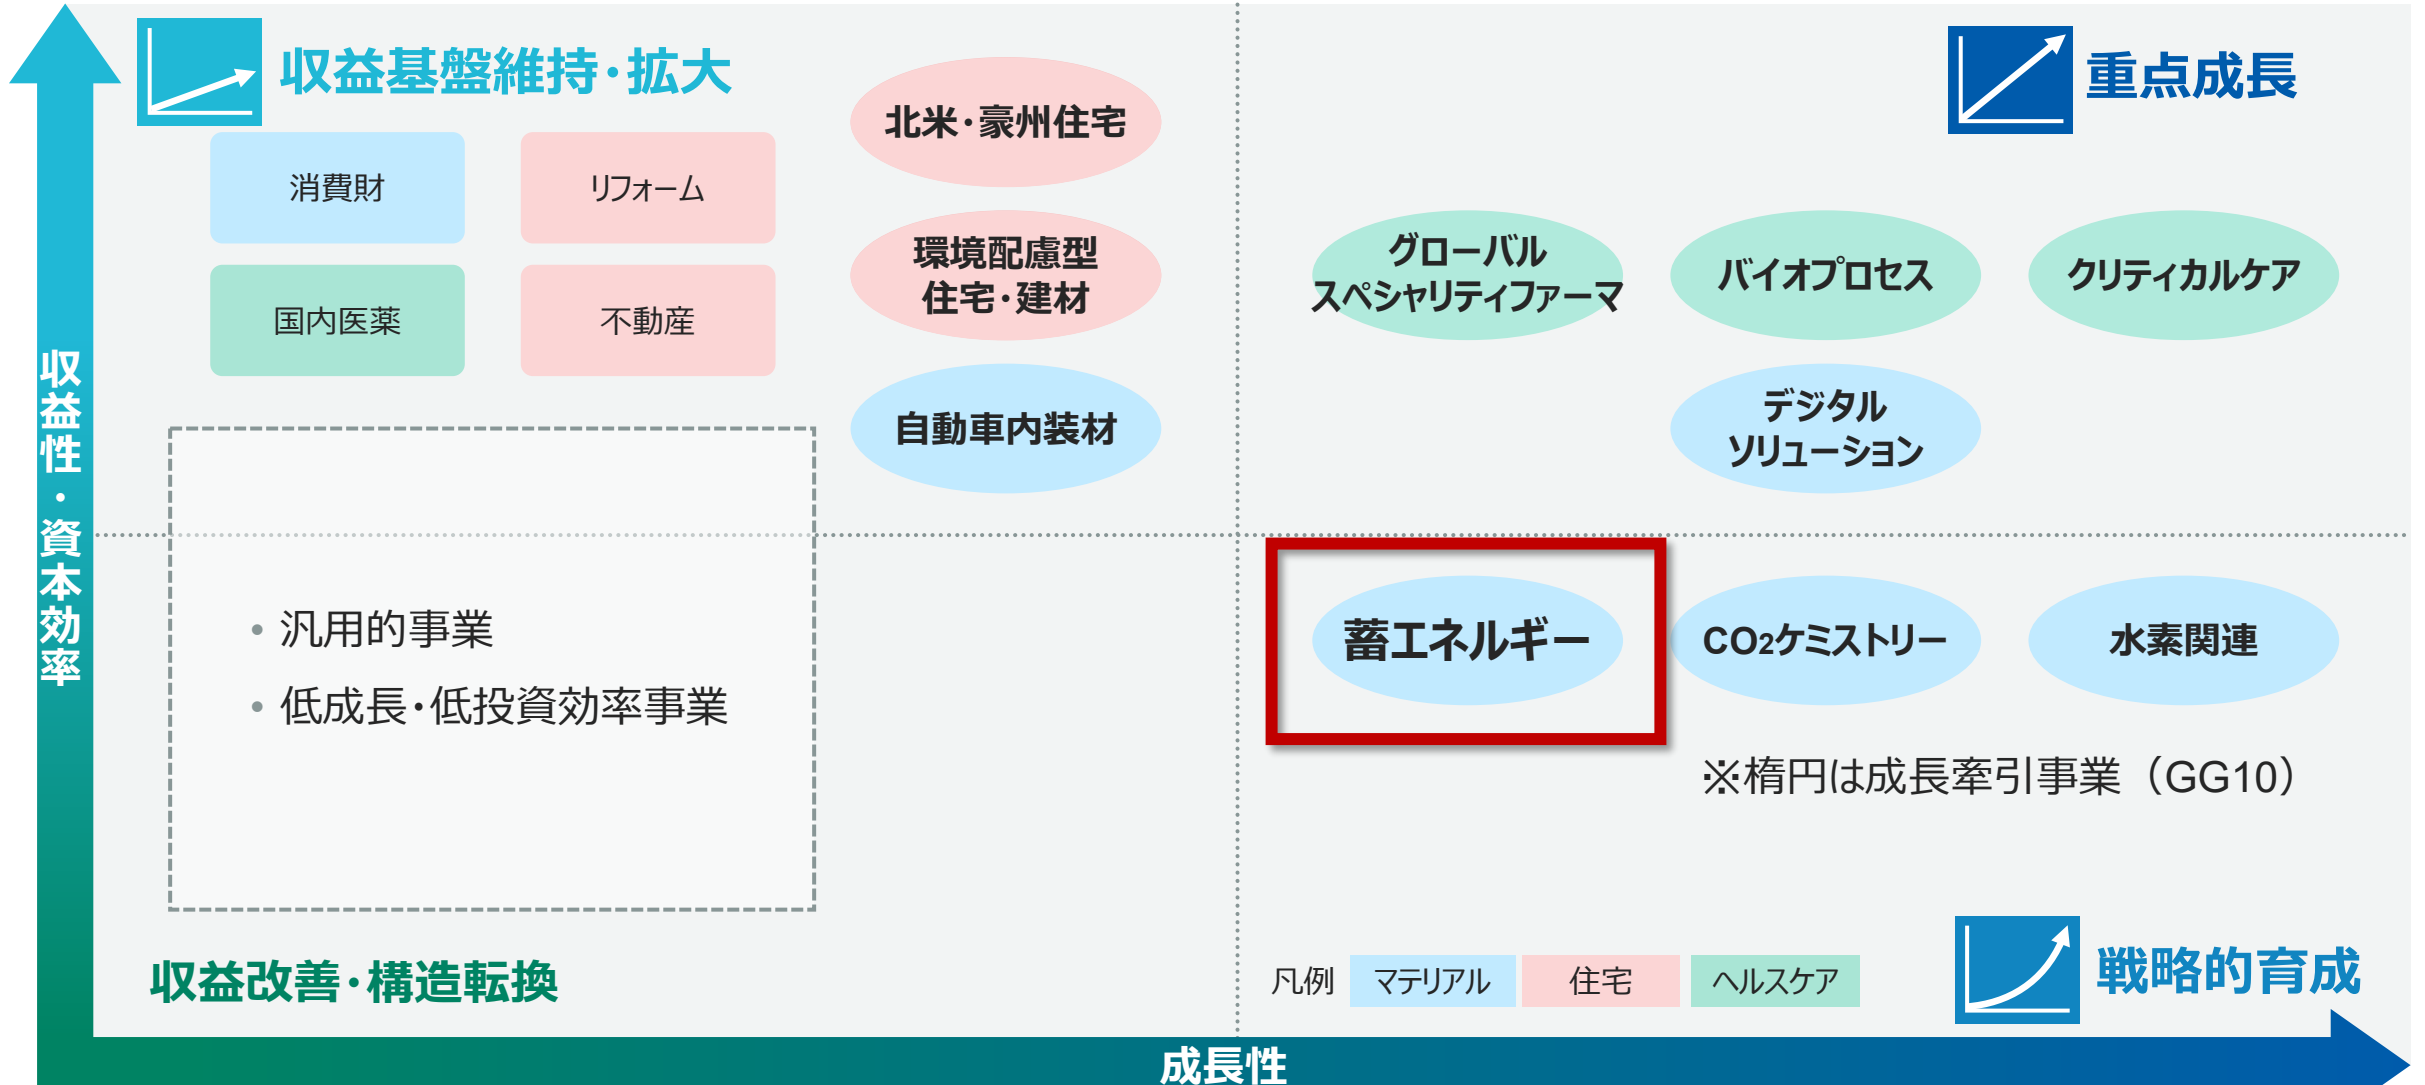 収益基盤維持・拡大
重点成長
北米・豪州住宅
消費財
リフォーム
環境配慮型
住宅・建材
国内医薬
不動産
自動車内装材
グローバル
スペシャリティファーマ
バイオプロセス
クリティカルケア
デジタル
ソリューション
収益性・資本効率
• 汎用的事業
• 低成長・低投資効率事業
蓄エネルギー
CO2ケミストリー
水素関連
※楕円は成長牽引事業（GG10）
収益改善・構造転換
凡例
マテリアル
住宅
ヘルスケア
戦略的育成
成長性